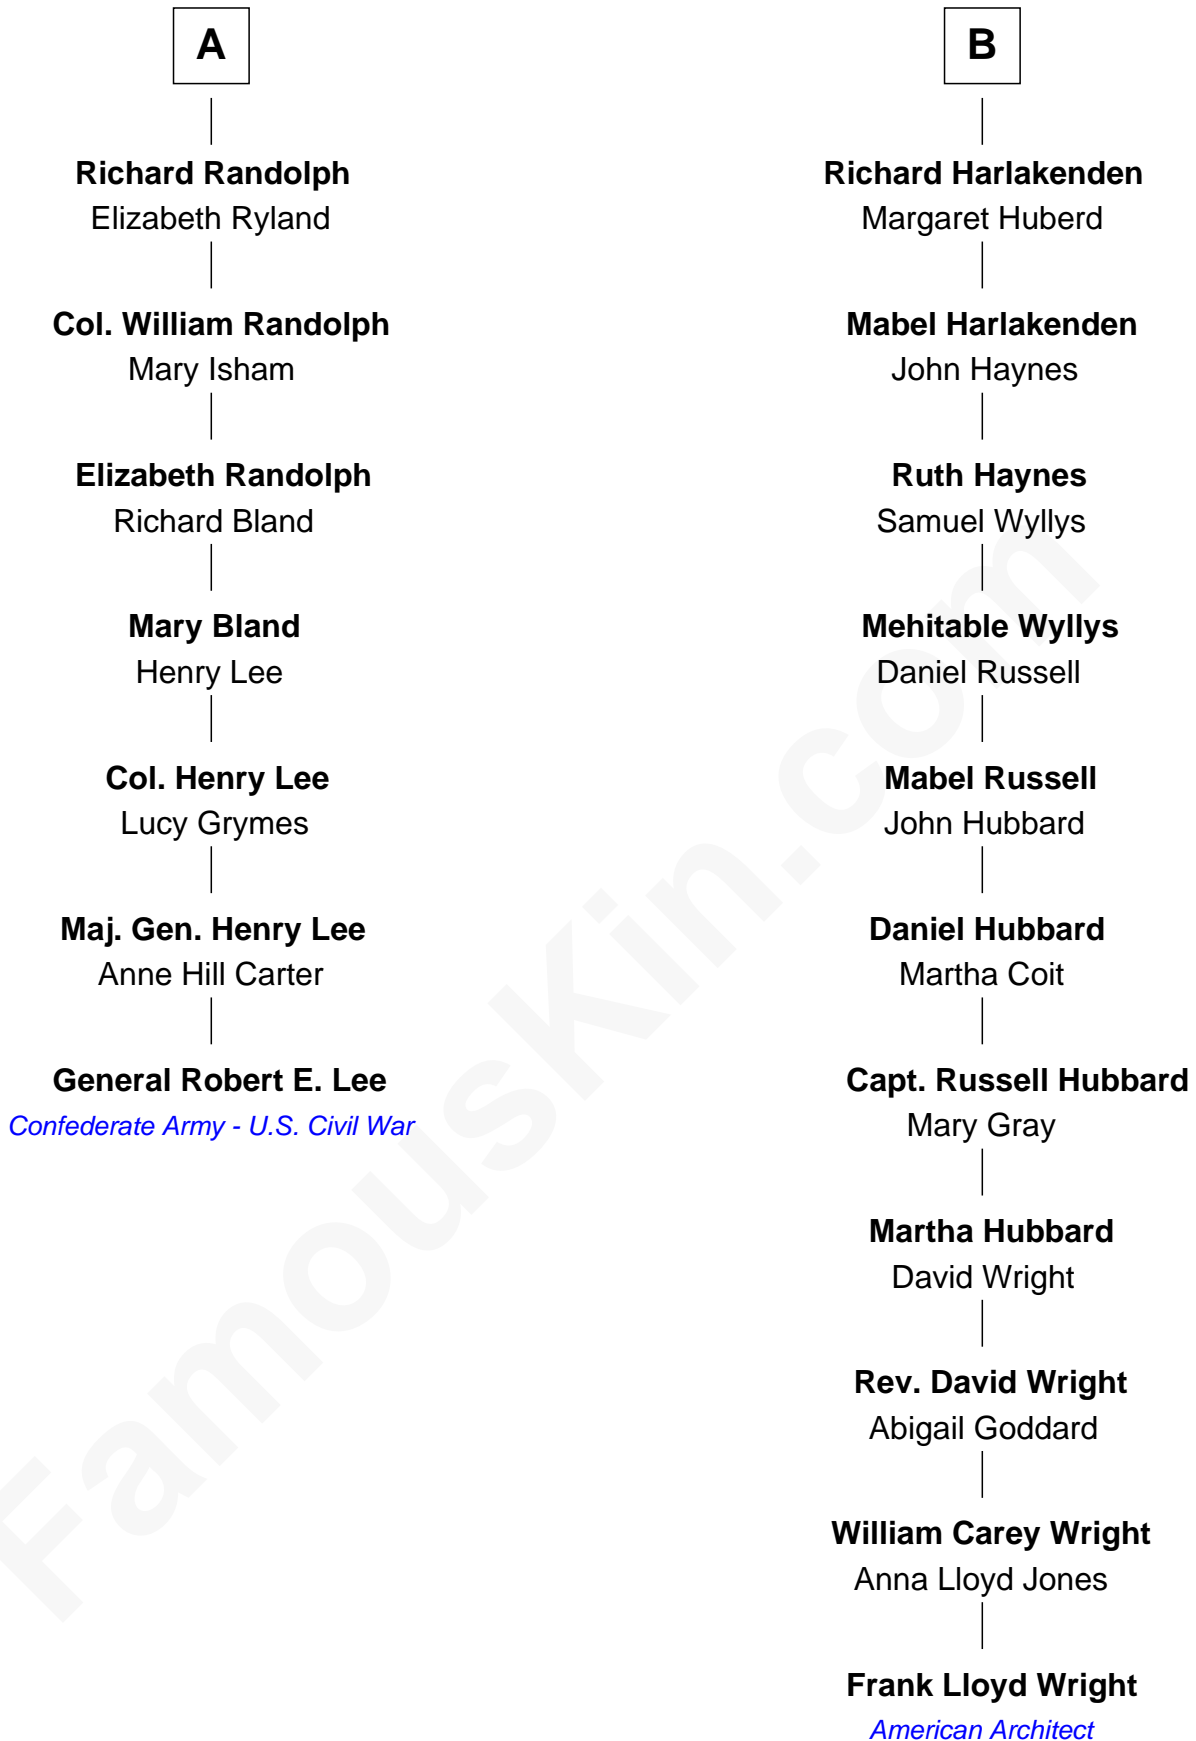 A
Richard Randolph
Elizabeth Ryland
Col. William Randolph
Mary Isham
Elizabeth Randolph
Richard Bland
Mary Bland
Henry Lee
Col. Henry Lee
Lucy Grymes
Maj. Gen. Henry Lee
Anne Hill Carter
General Robert E. Lee
Confederate Army - U.S. Civil War
B
Richard Harlakenden
Margaret Huberd
Mabel Harlakenden
John Haynes
Ruth Haynes
Samuel Wyllys
Mehitable Wyllys
Daniel Russell
Mabel Russell
John Hubbard
Daniel Hubbard
Martha Coit
Capt. Russell Hubbard
Mary Gray
Martha Hubbard
David Wright
Rev. David Wright
Abigail Goddard
William Carey Wright
Anna Lloyd Jones
Frank Lloyd Wright
American Architect
FamousKin.com